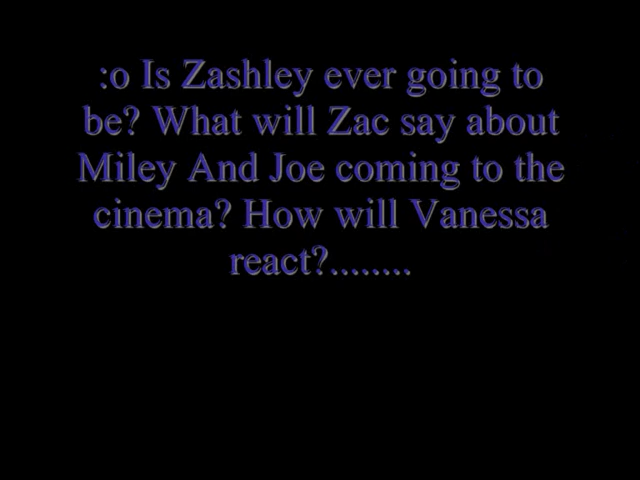 :o Is Zashley ever going to
be? What will Zac say about
Miley And Joe coming to the
cinema? How will Vanessa
react?........